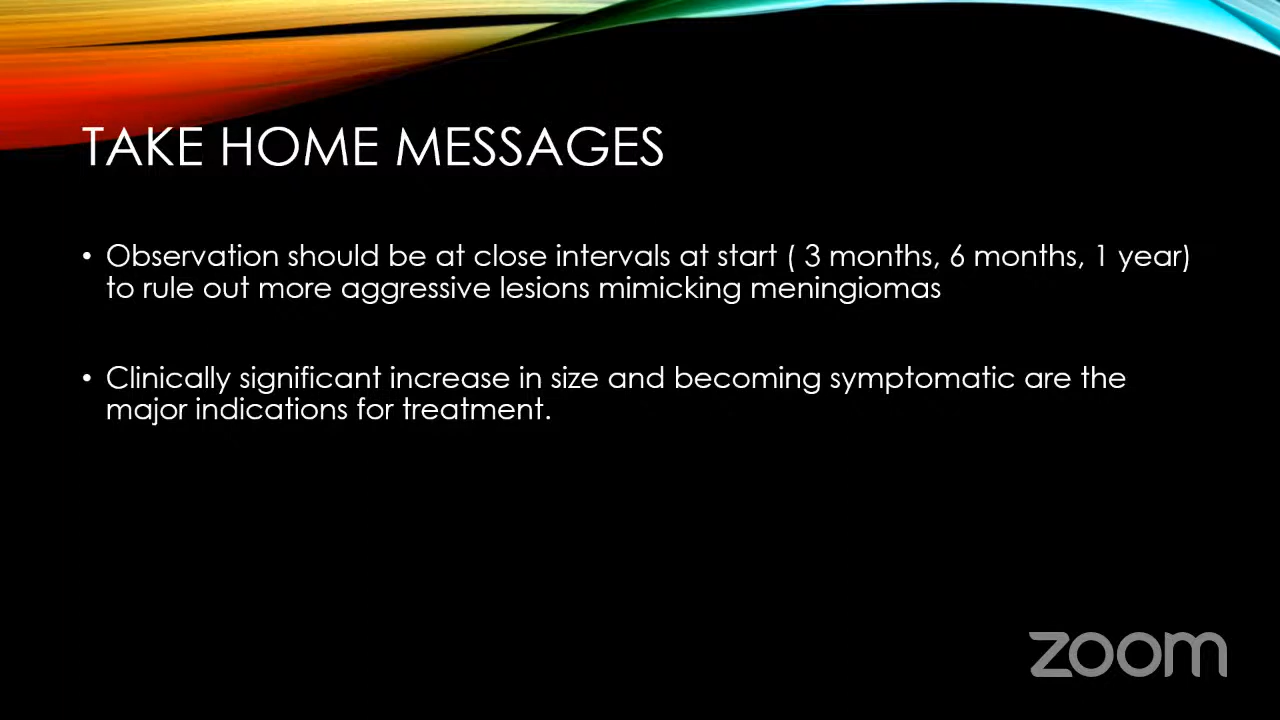 TAKE HOME MESSAGES
• Observation should be at close intervals at start ( 3 months, 6 months, 1 year)
to rule out more aggressive lesions mimicking meningiomas
• Clinically significant increase in size and becoming symptomatic are the
major indications for treatment.
zoom